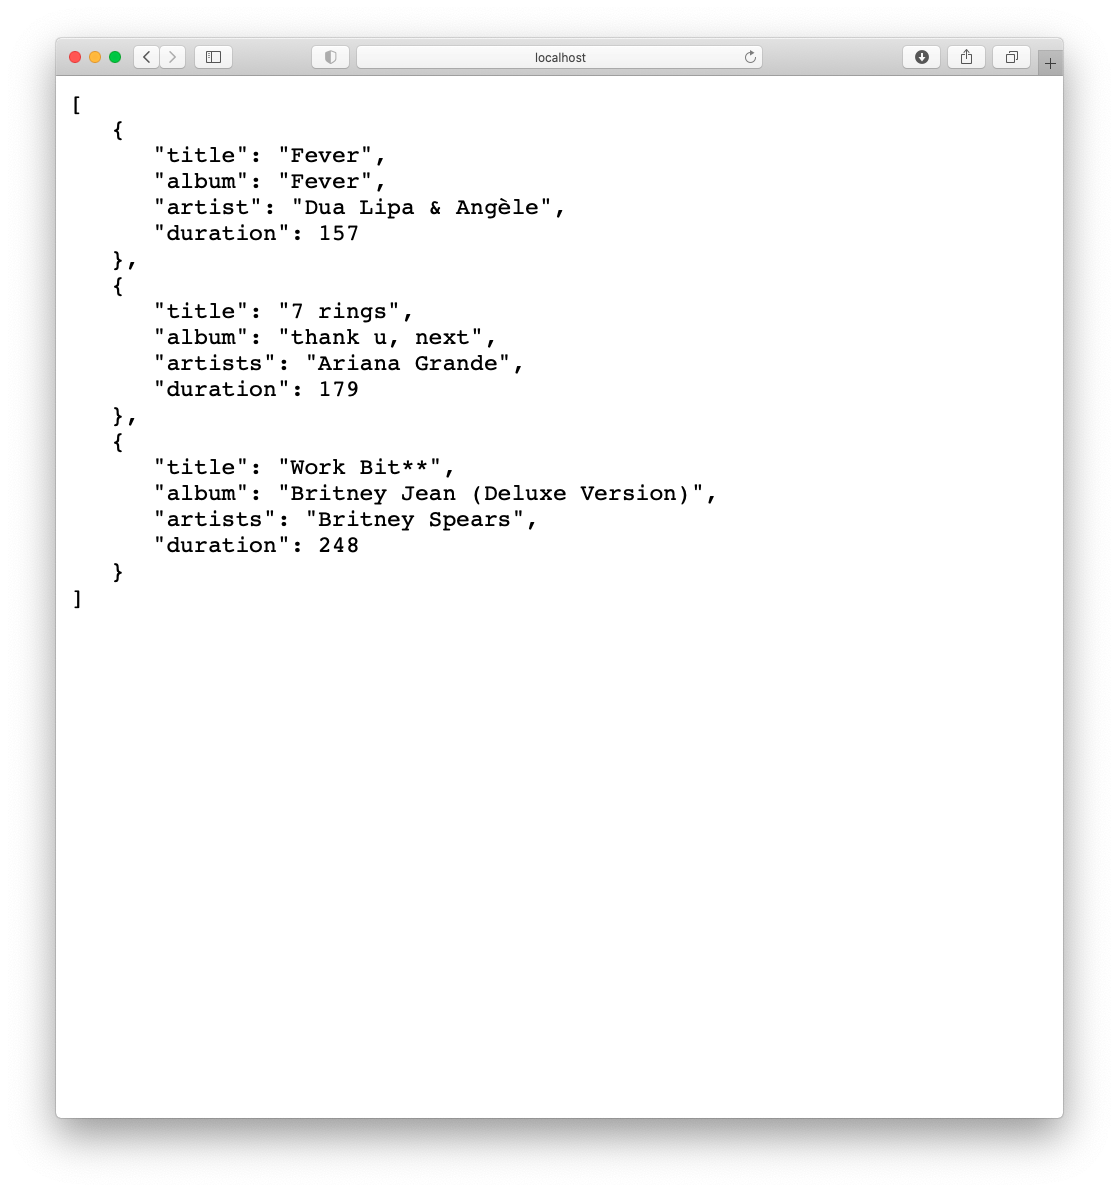 localhost
[
   {
      "title": "Fever",
      "album": "Fever",
      "artist": "Dua Lipa & Angèle",
      "duration": 157
   },
   {
      "title": "7 rings",
      "album": "thank u, next",
      "artists": "Ariana Grande",
      "duration": 179
   },
   {
      "title": "Work Bit**",
      "album": "Britney Jean (Deluxe Version)",
      "artists": "Britney Spears",
      "duration": 248
   }
]